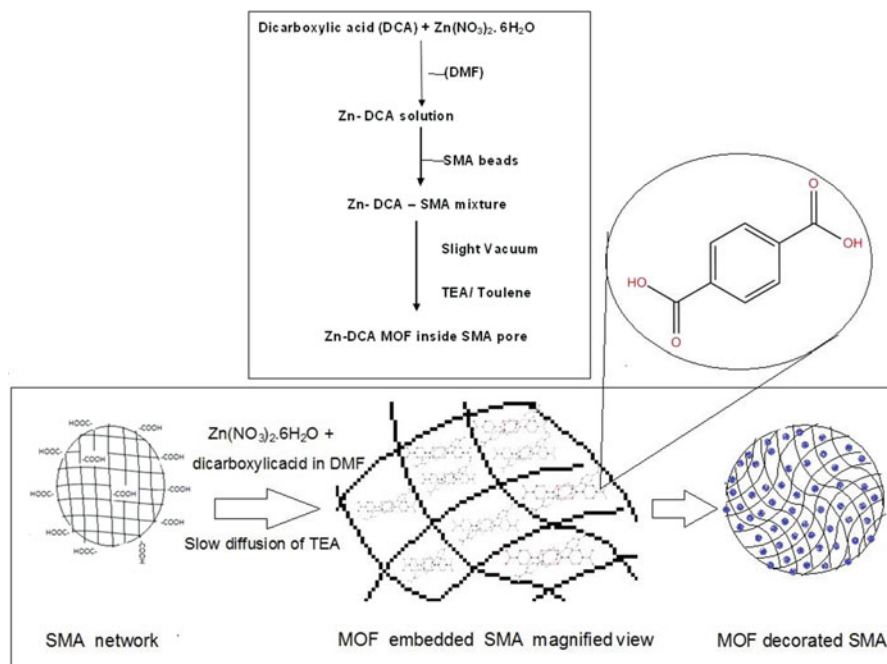 Dicarboxylic acid (DCA) + Zn(NO₃)₂. 6H₂O
(DMF)
Zn- DCA solution
SMA beads
Zn- DCA – SMA mixture
Slight Vacuum
TEA/ Toulene
Zn-DCA MOF inside SMA pore
O
OH
HO
O
HOOC-
-COOH
HOOC-
-COOH
-COOH
HOOC-
-COOH
HOOC-
-COOH
-COOH
HOOC-
-COOH
HOOC-
COOH
Zn(NO₃)₂.6H₂O +
dicarboxylicacid in DMF
Slow diffusion of TEA
SMA network
MOF embedded SMA magnified view
MOF decorated SMA